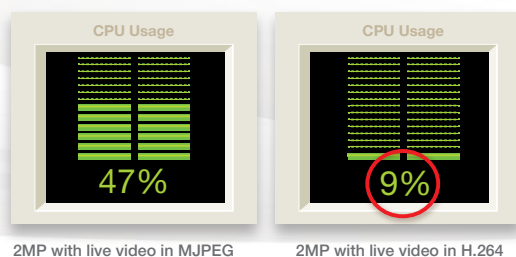 CPU Usage
47%
2MP with live video in MJPEG
CPU Usage
9%
2MP with live video in H.264